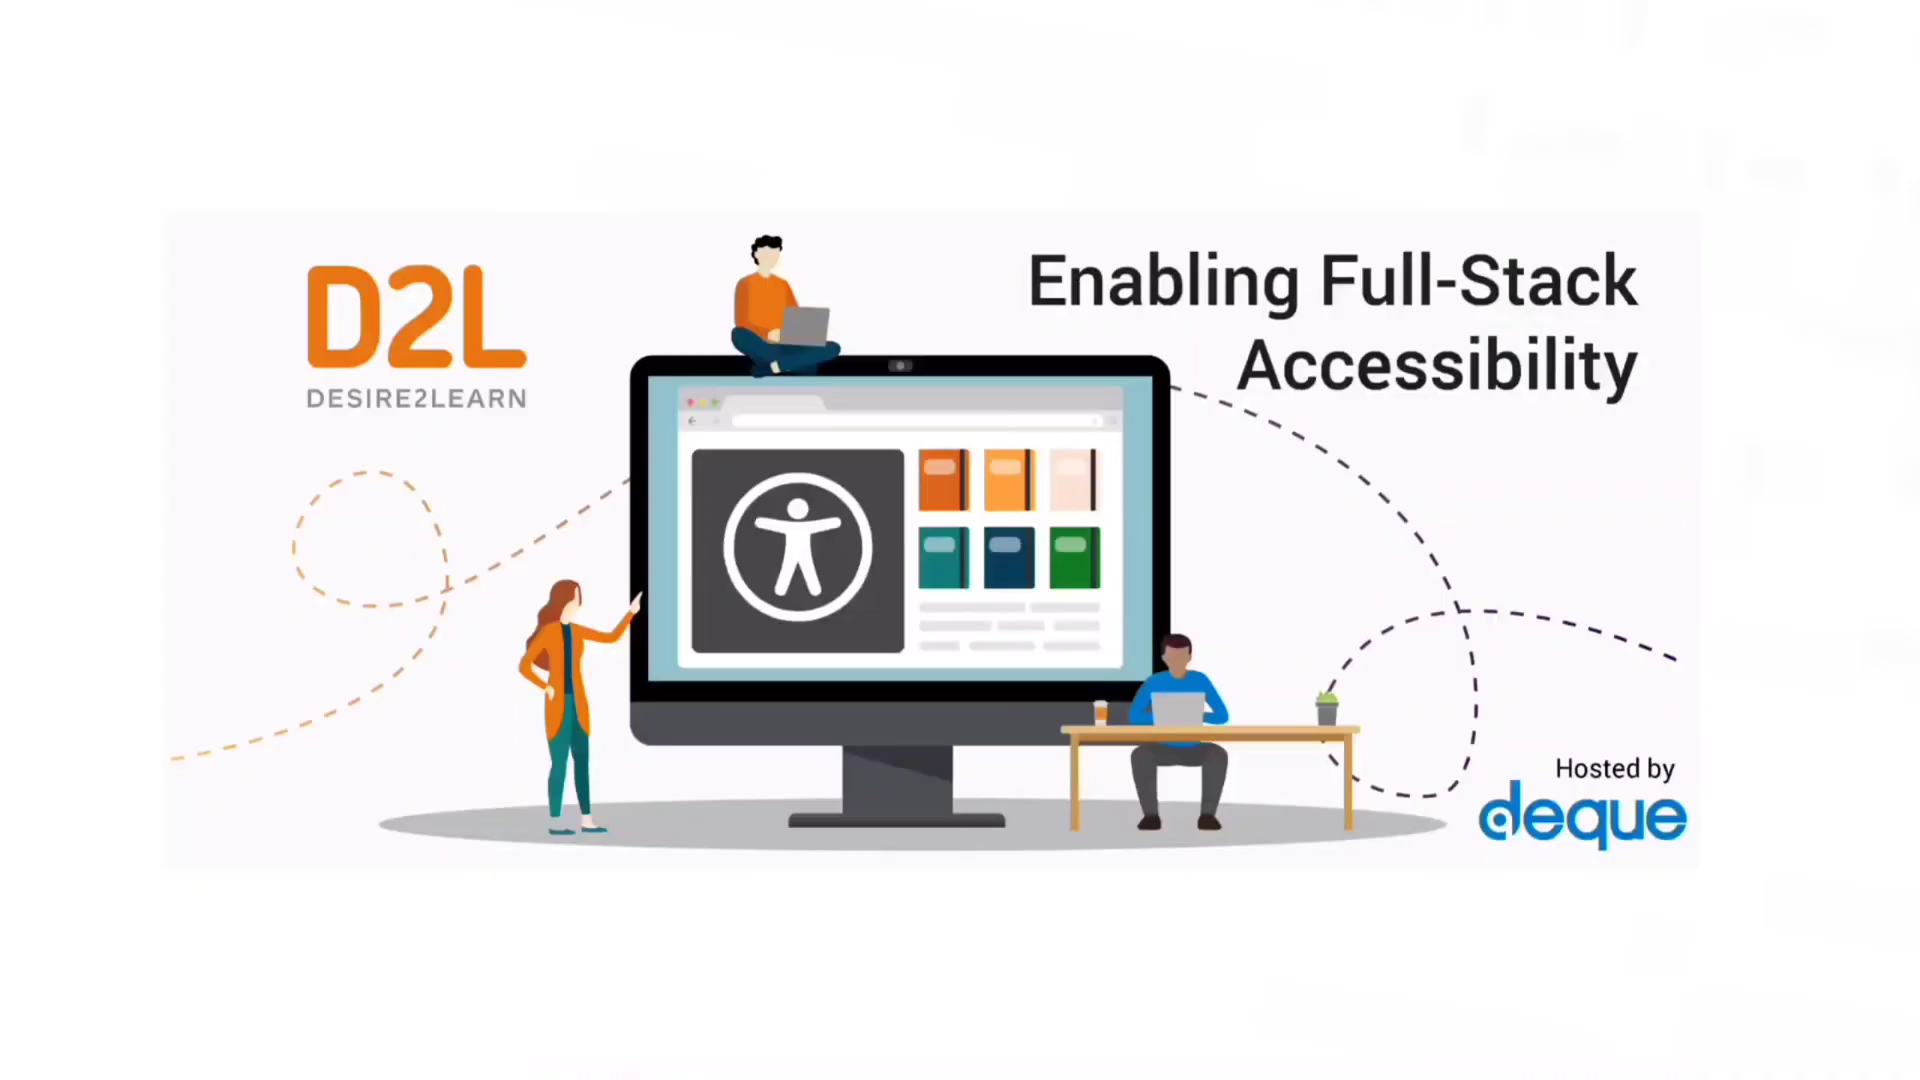 D2L
DESIRE2LEARN
Enabling Full-Stack
Accessibility
Hosted by
deque